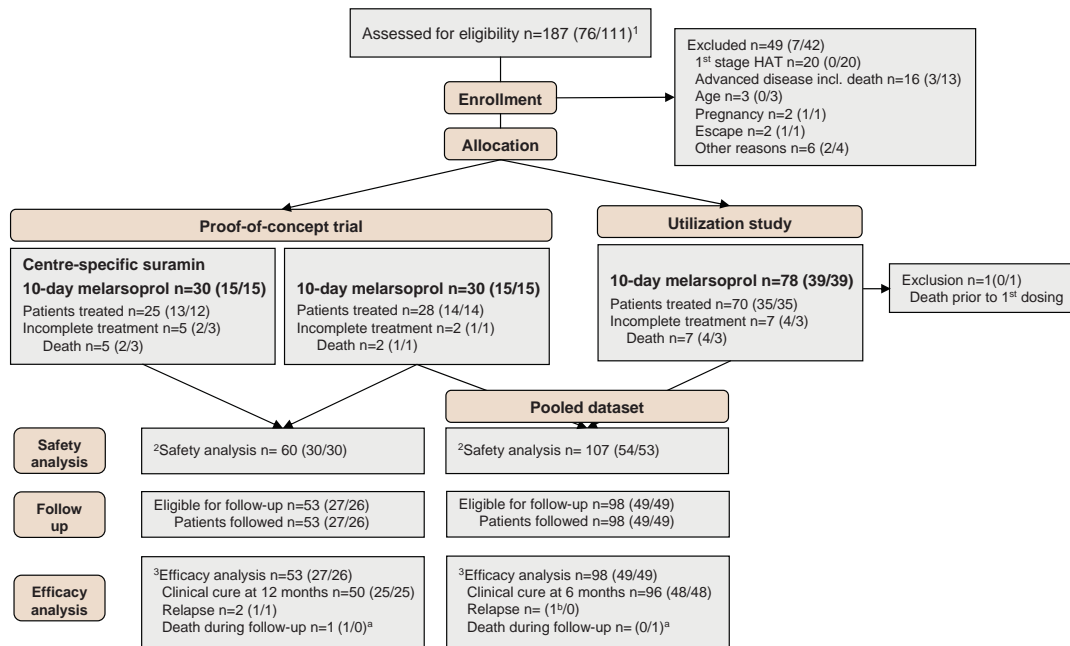 Assessed for eligibility n=187 (76/111)¹
Excluded n=49 (7/42)
1ˢᵗ stage HAT n=20 (0/20)
Advanced disease incl. death n=16 (3/13)
Age n=3 (0/3)
Pregnancy n=2 (1/1)
Escape n=2 (1/1)
Other reasons n=6 (2/4)
Enrollment
Allocation
Proof-of-concept trial
Utilization study
Centre-specific suramin
10-day melarsoprol n=30 (15/15)
Patients treated n=25 (13/12)
Incomplete treatment n=5 (2/3)
Death n=5 (2/3)
10-day melarsoprol n=30 (15/15)
Patients treated n=28 (14/14)
Incomplete treatment n=2 (1/1)
Death n=2 (1/1)
10-day melarsoprol n=78 (39/39)
Patients treated n=70 (35/35)
Incomplete treatment n=7 (4/3)
Death n=7 (4/3)
Exclusion n=1(0/1)
Death prior to 1ˢᵗ dosing
Pooled dataset
Safety
analysis
²Safety analysis n= 60 (30/30)
²Safety analysis n= 107 (54/53)
Follow
up
Eligible for follow-up n=53 (27/26)
Patients followed n=53 (27/26)
Eligible for follow-up n=98 (49/49)
Patients followed n=98 (49/49)
Efficacy
analysis
³Efficacy analysis n=53 (27/26)
Clinical cure at 12 months n=50 (25/25)
Relapse n=2 (1/1)
Death during follow-up n=1 (1/0)ᵃ
³Efficacy analysis n=98 (49/49)
Clinical cure at 6 months n=96 (48/48)
Relapse n= (1ᵇ/0)
Death during follow-up n= (0/1)ᵃ